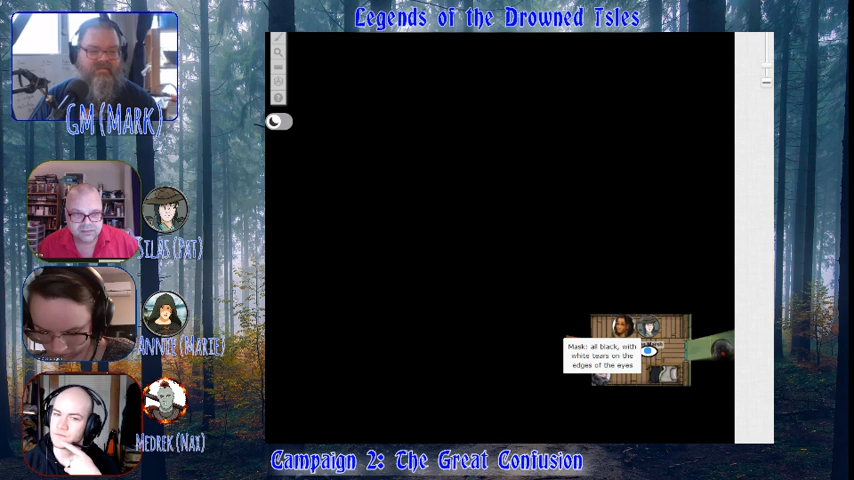 Legends of the Drowned Isles
GM (Mark)
Silas (Pat)
Annie (Marie)
Medrek (Nax)
Mask: all black, with
white tears on the
edges of the eyes
Campaign 2: The Great Confusion